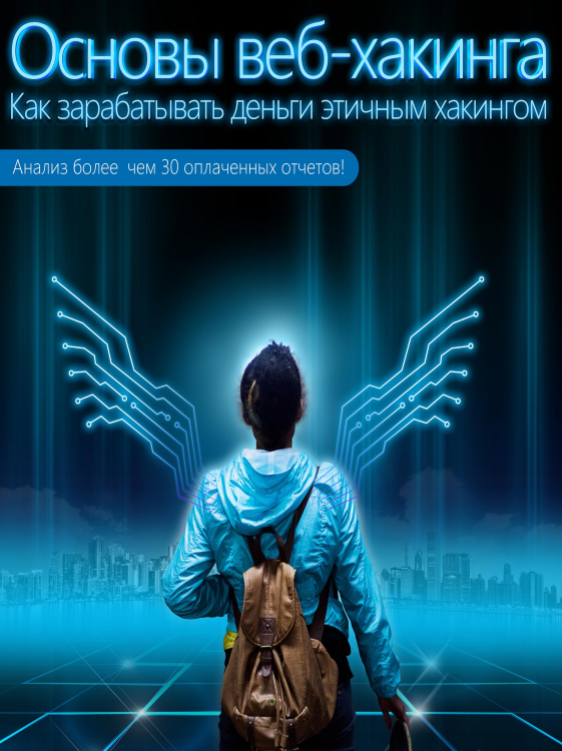 Основы веб-хакинга
Как зарабатывать деньги этичным хакингом
Анализ более чем 30 оплаченных отчетов!